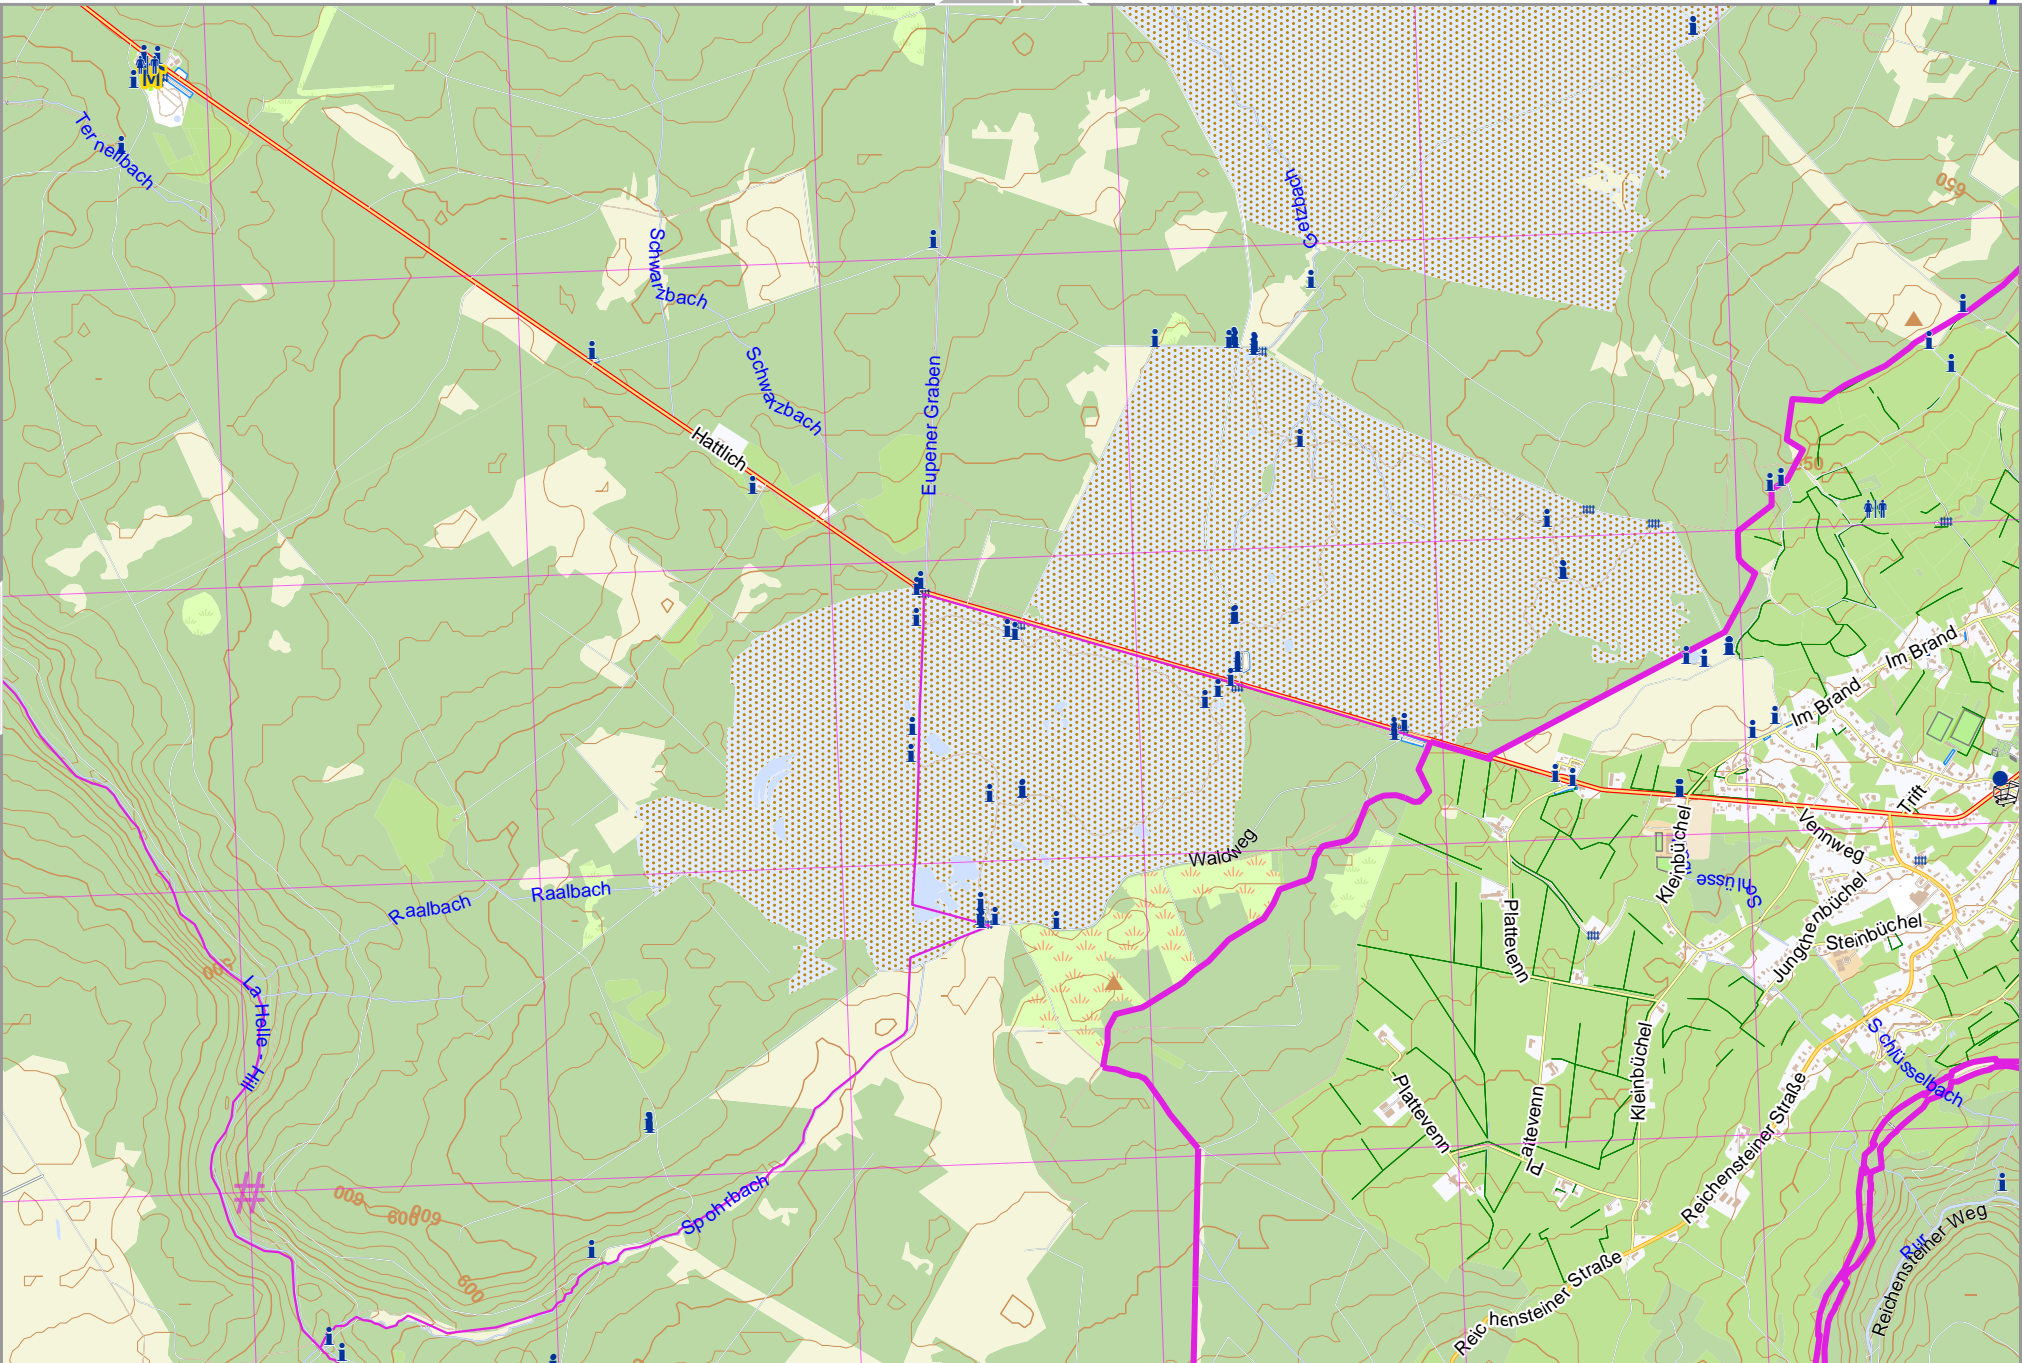 M
Ternellbach
Getzbach
650
Schwarzbach
Schwarzbach
Eupener Graben
Hattlich
550
Im Brand
Im Brand
Trift
Vennweg
Waldweg
Kleinbüchel
Raalbach
Raalbach
Jungchenbüchel
Steinbüchel
Plattevenn
600
La Helle - Hill
Schlüsselbach
Kleinbüchel
Plattevenn
Plattevenn
Reichensteiner Straße
Spohrbach
600
600
600
600
Rur
Reichensteiner Weg
Reichensteiner Straße